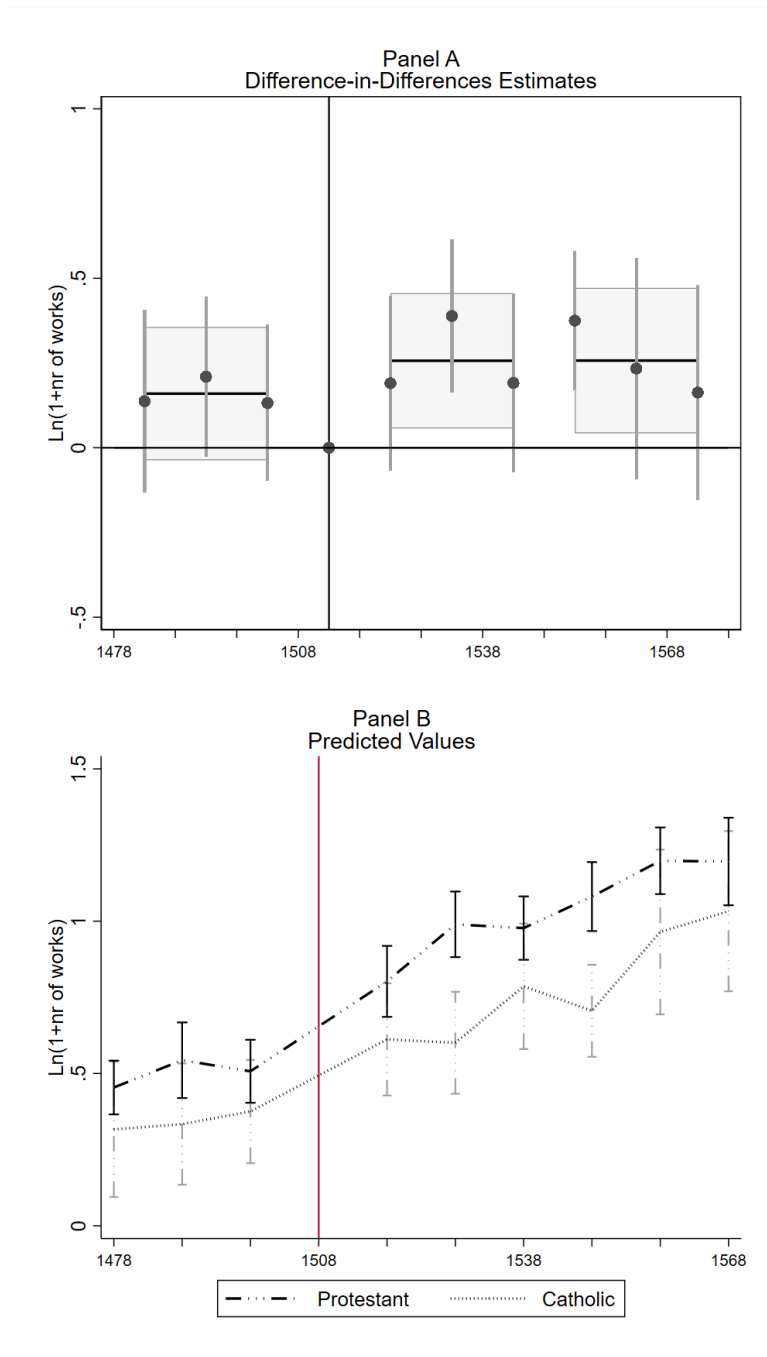 Panel A
Difference-in-Differences Estimates
Ln(1+nr of works)
1
.5
0
-.5
1478
1508
1538
1568
Panel B
Predicted Values
Ln(1+nr of works)
1.5
1
.5
0
1478
1508
1538
1568
Protestant
Catholic